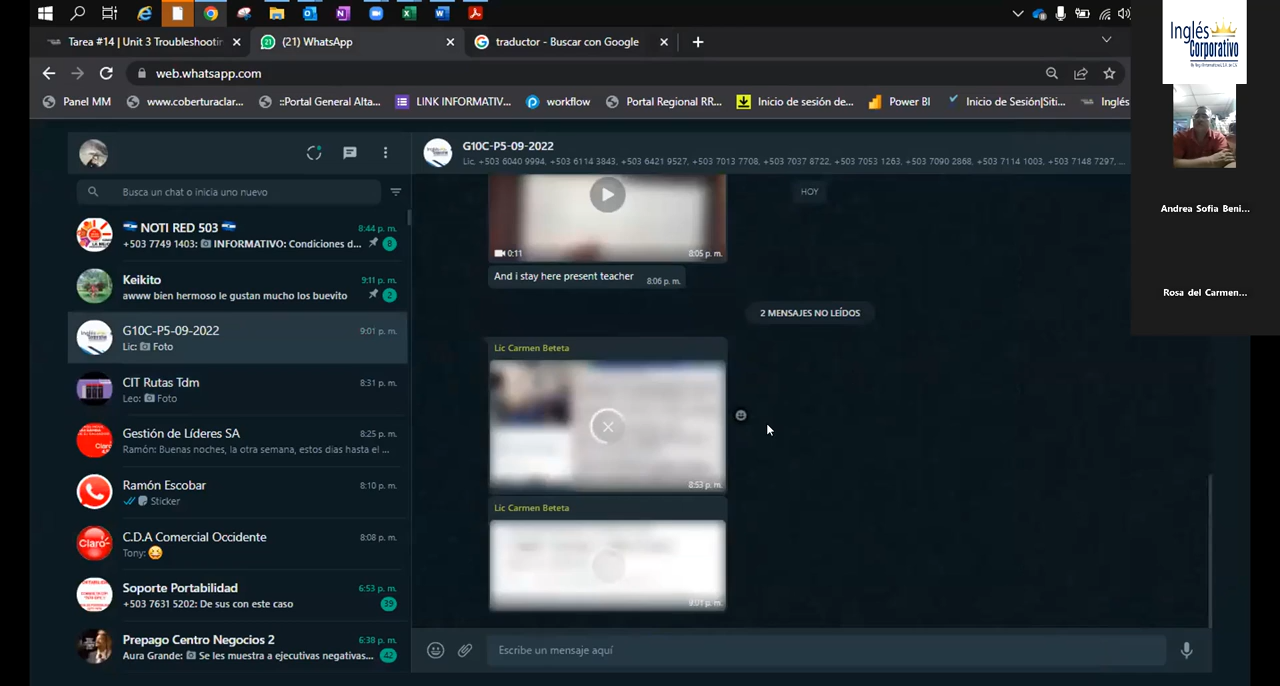 Tarea #14 | Unit 3 Troubleshootin
(21) WhatsApp
traductor - Buscar con Google
web.whatsapp.com
Panel MM
www.coberturaclar...
::Portal General Alta...
LINK INFORMATIV...
workflow
Portal Regional RR...
Inicio de sesión de...
Power BI
Inicio de Sesión|Siti...
Inglés
Inglés
Corporativo
Andrea Sofia Beni...
Rosa del Carmen...
Busca un chat o inicia uno nuevo
NOTI RED 503
8:44 p. m.
+503 7749 1403: INFORMATIVO: Condiciones d...
8
Keikito
9:11 p. m.
awww bien hermoso le gustan mucho los buevito
2
G10C-P5-09-2022
9:01 p. m.
Lic: Foto
CIT Rutas Tdm
8:31 p. m.
Leo: Foto
Gestión de Líderes SA
8:25 p. m.
Ramón: Buenas noches, la otra semana, estos dias hasta el ...
Ramón Escobar
8:10 p. m.
Sticker
C.D.A Comercial Occidente
8:08 p. m.
Tony:
Soporte Portabilidad
6:53 p. m.
+503 7631 5202: De sus con este caso
39
Prepago Centro Negocios 2
6:38 p. m.
Aura Grande: Se les muestra a ejecutivas negativas...
42
G10C-P5-09-2022
Lic, +503 6040 9994, +503 6114 3843, +503 6421 9527, +503 7013 7708, +503 7037 8722, +503 7053 1263, +503 7090 2868, +503 7114 1003, +503 7148 7297, ...
HOY
0:11
8:05 p. m.
And i stay here present teacher
8:06 p. m.
2 MENSAJES NO LEÍDOS
Lic Carmen Beteta
8:53 p. m.
Lic Carmen Beteta
9:01 p. m.
Escribe un mensaje aquí